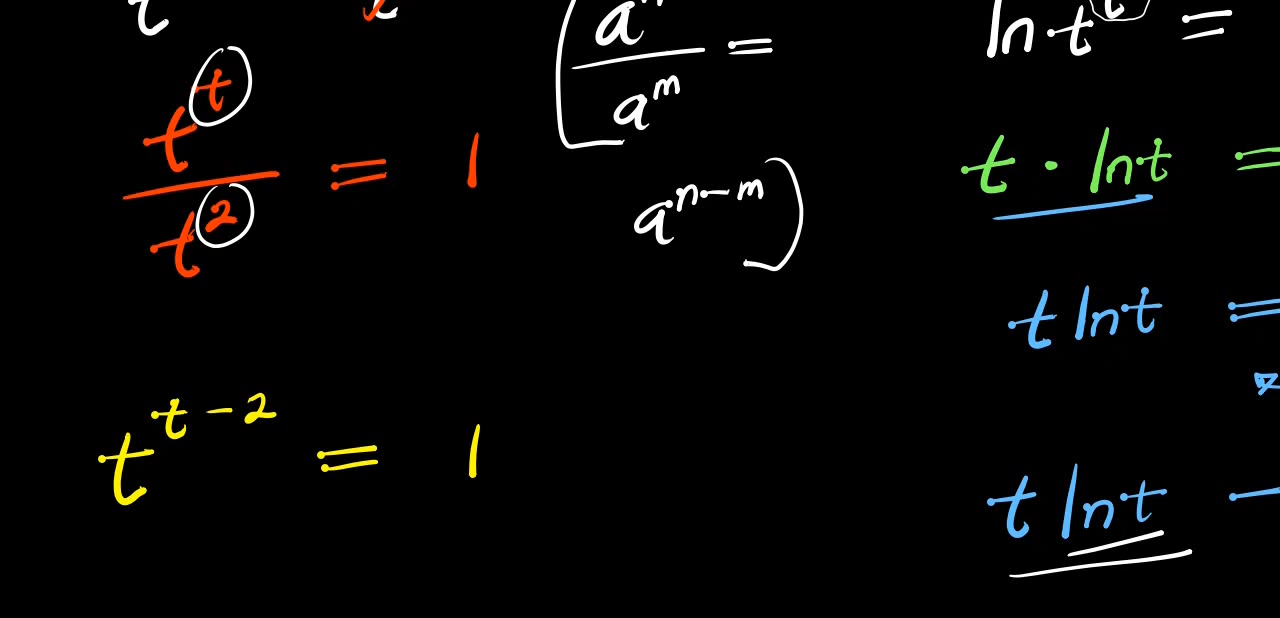 t^t / t^2 = 1
t^{t-2} = 1
a^n / a^m =
a^{n-m})
ln t^t =
t · ln t =
t ln t =
t ln t -